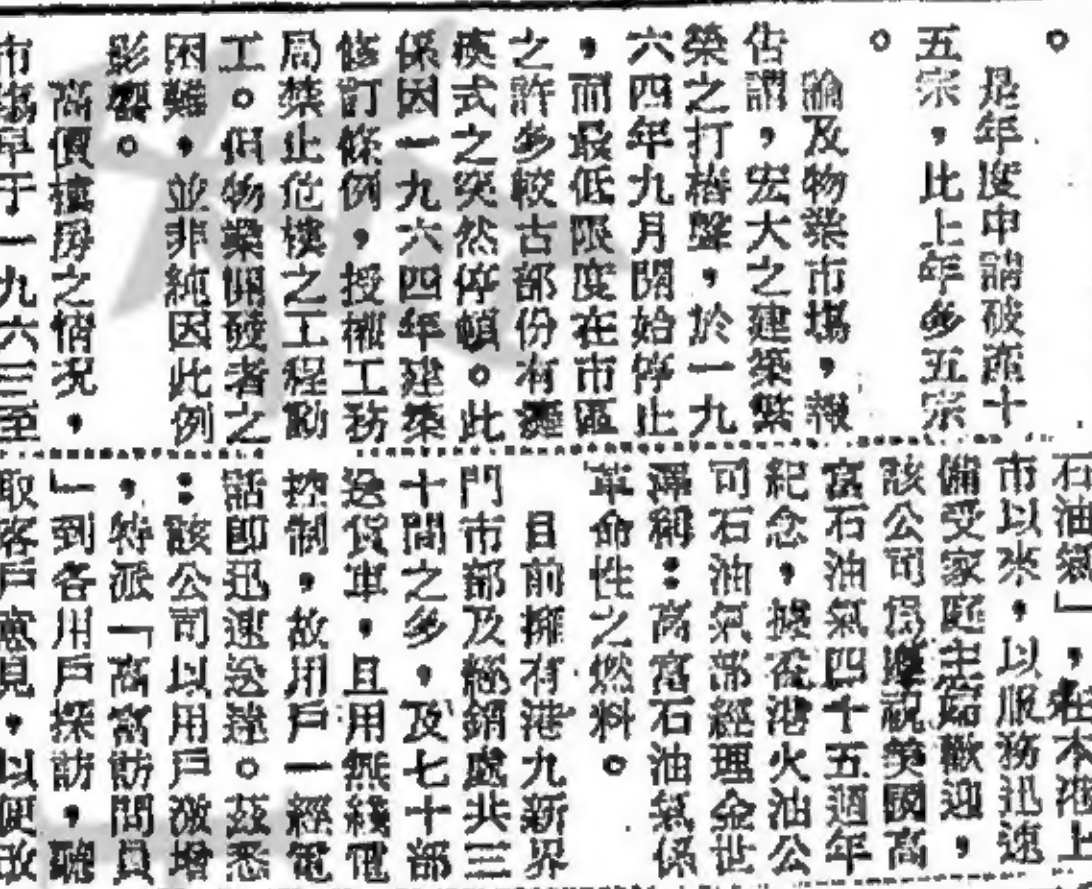 。
是年度申請破產十
五宗，比上年多五宗
。
論及物業市場，報
告謂，宏大之建築繁
榮之打樁聲，於一九
六四年九月開始停止
，而最低限度在市區
之許多較古部份有
瘓式之突然停頓。此
係因一九六四年建築
修訂條例，授權工務
局禁止危樓之工程動
工。但物業開發者之
困難，並非純因此例
影響。
高價樓房之情況，
市場早于一九六三至
石油氣」，在本港上
市以來，以服務迅速
備受家庭主婦歡迎，
該公司為慶祝英國高
富石油氣四十五週年
紀念，據香港火油公
司石油氣部經理金世
澤稱：高富石油氣係
革命性之燃料。
目前擁有港九新界
門市部及經銷處共三
十間之多，及七十部
送貨車，且用無綫電
控制，故用戶一經電
話即迅速送達。茲悉
：該公司以用戶激增
，特派「高富訪問員
」到各用戶採訪，聽
取客戶意見，以便改